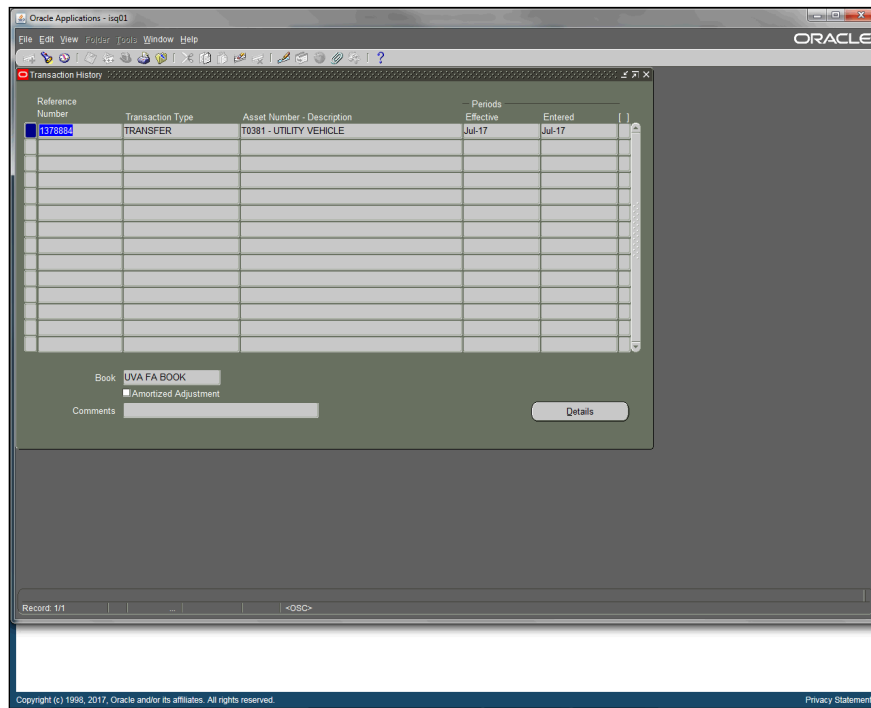 Oracle Applications - isq01
File Edit View Folder Tools Window Help
ORACLE
Transaction History
Reference
Number
Transaction Type
Asset Number - Description
Periods
Effective
Entered
[ ]
1378884 TRANSFER T0381 - UTILITY VEHICLE Jul-17 Jul-17
Book UVA FA BOOK
Amortized Adjustment
Comments
Details
Record: 1/1 ... <OSC>
Copyright (c) 1998, 2017, Oracle and/or its affiliates. All rights reserved. Privacy Statement